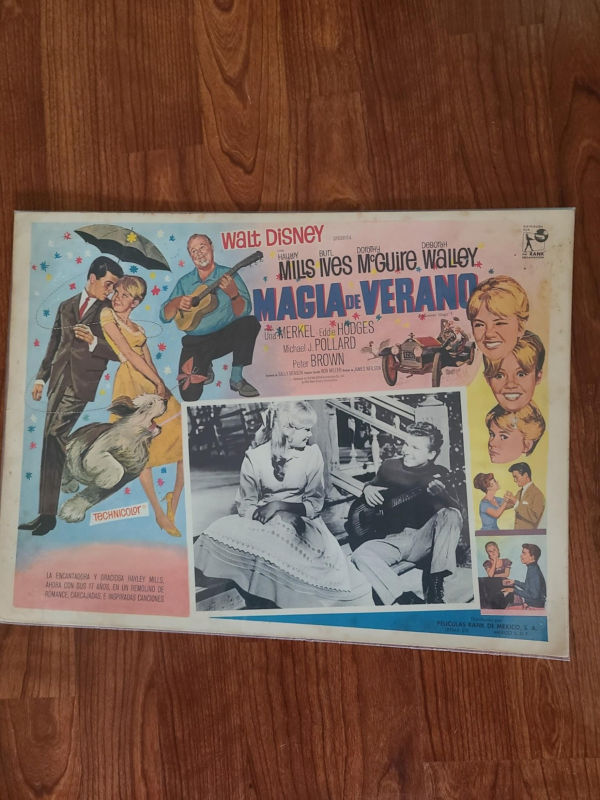 WALT DISNEY
presenta
HAYLEY BURL DOROTHY DEBORAH
MILLS IVES McGUIRE WALLEY
MAGIA DE VERANO
Una MERKEL · Eddie HODGES
Michael J. POLLARD
Peter BROWN
TECHNICOLOR
LA ENCANTADORA Y GRACIOSA HAYLEY MILLS,
AHORA CON SUS 17 AÑOS, EN UN REMOLINO DE
ROMANCE, CARCAJADAS, E INSPIRADAS CANCIONES
RANK
PELICULAS RANK DE MEXICO, S. A.